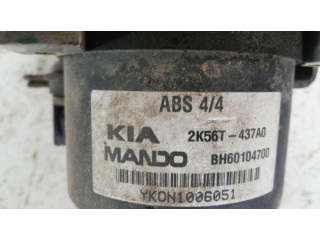 ABS 4/4
KIA 2K56T-437A0
MANDO BH60104700
YKON1006051